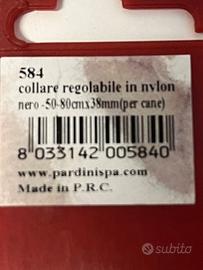 584
collare regolabile in nylon
nero -50-80cmx38mm(per cane)
8 033142 005840
www.pardinispa.com
Made in P.R.C.
subito